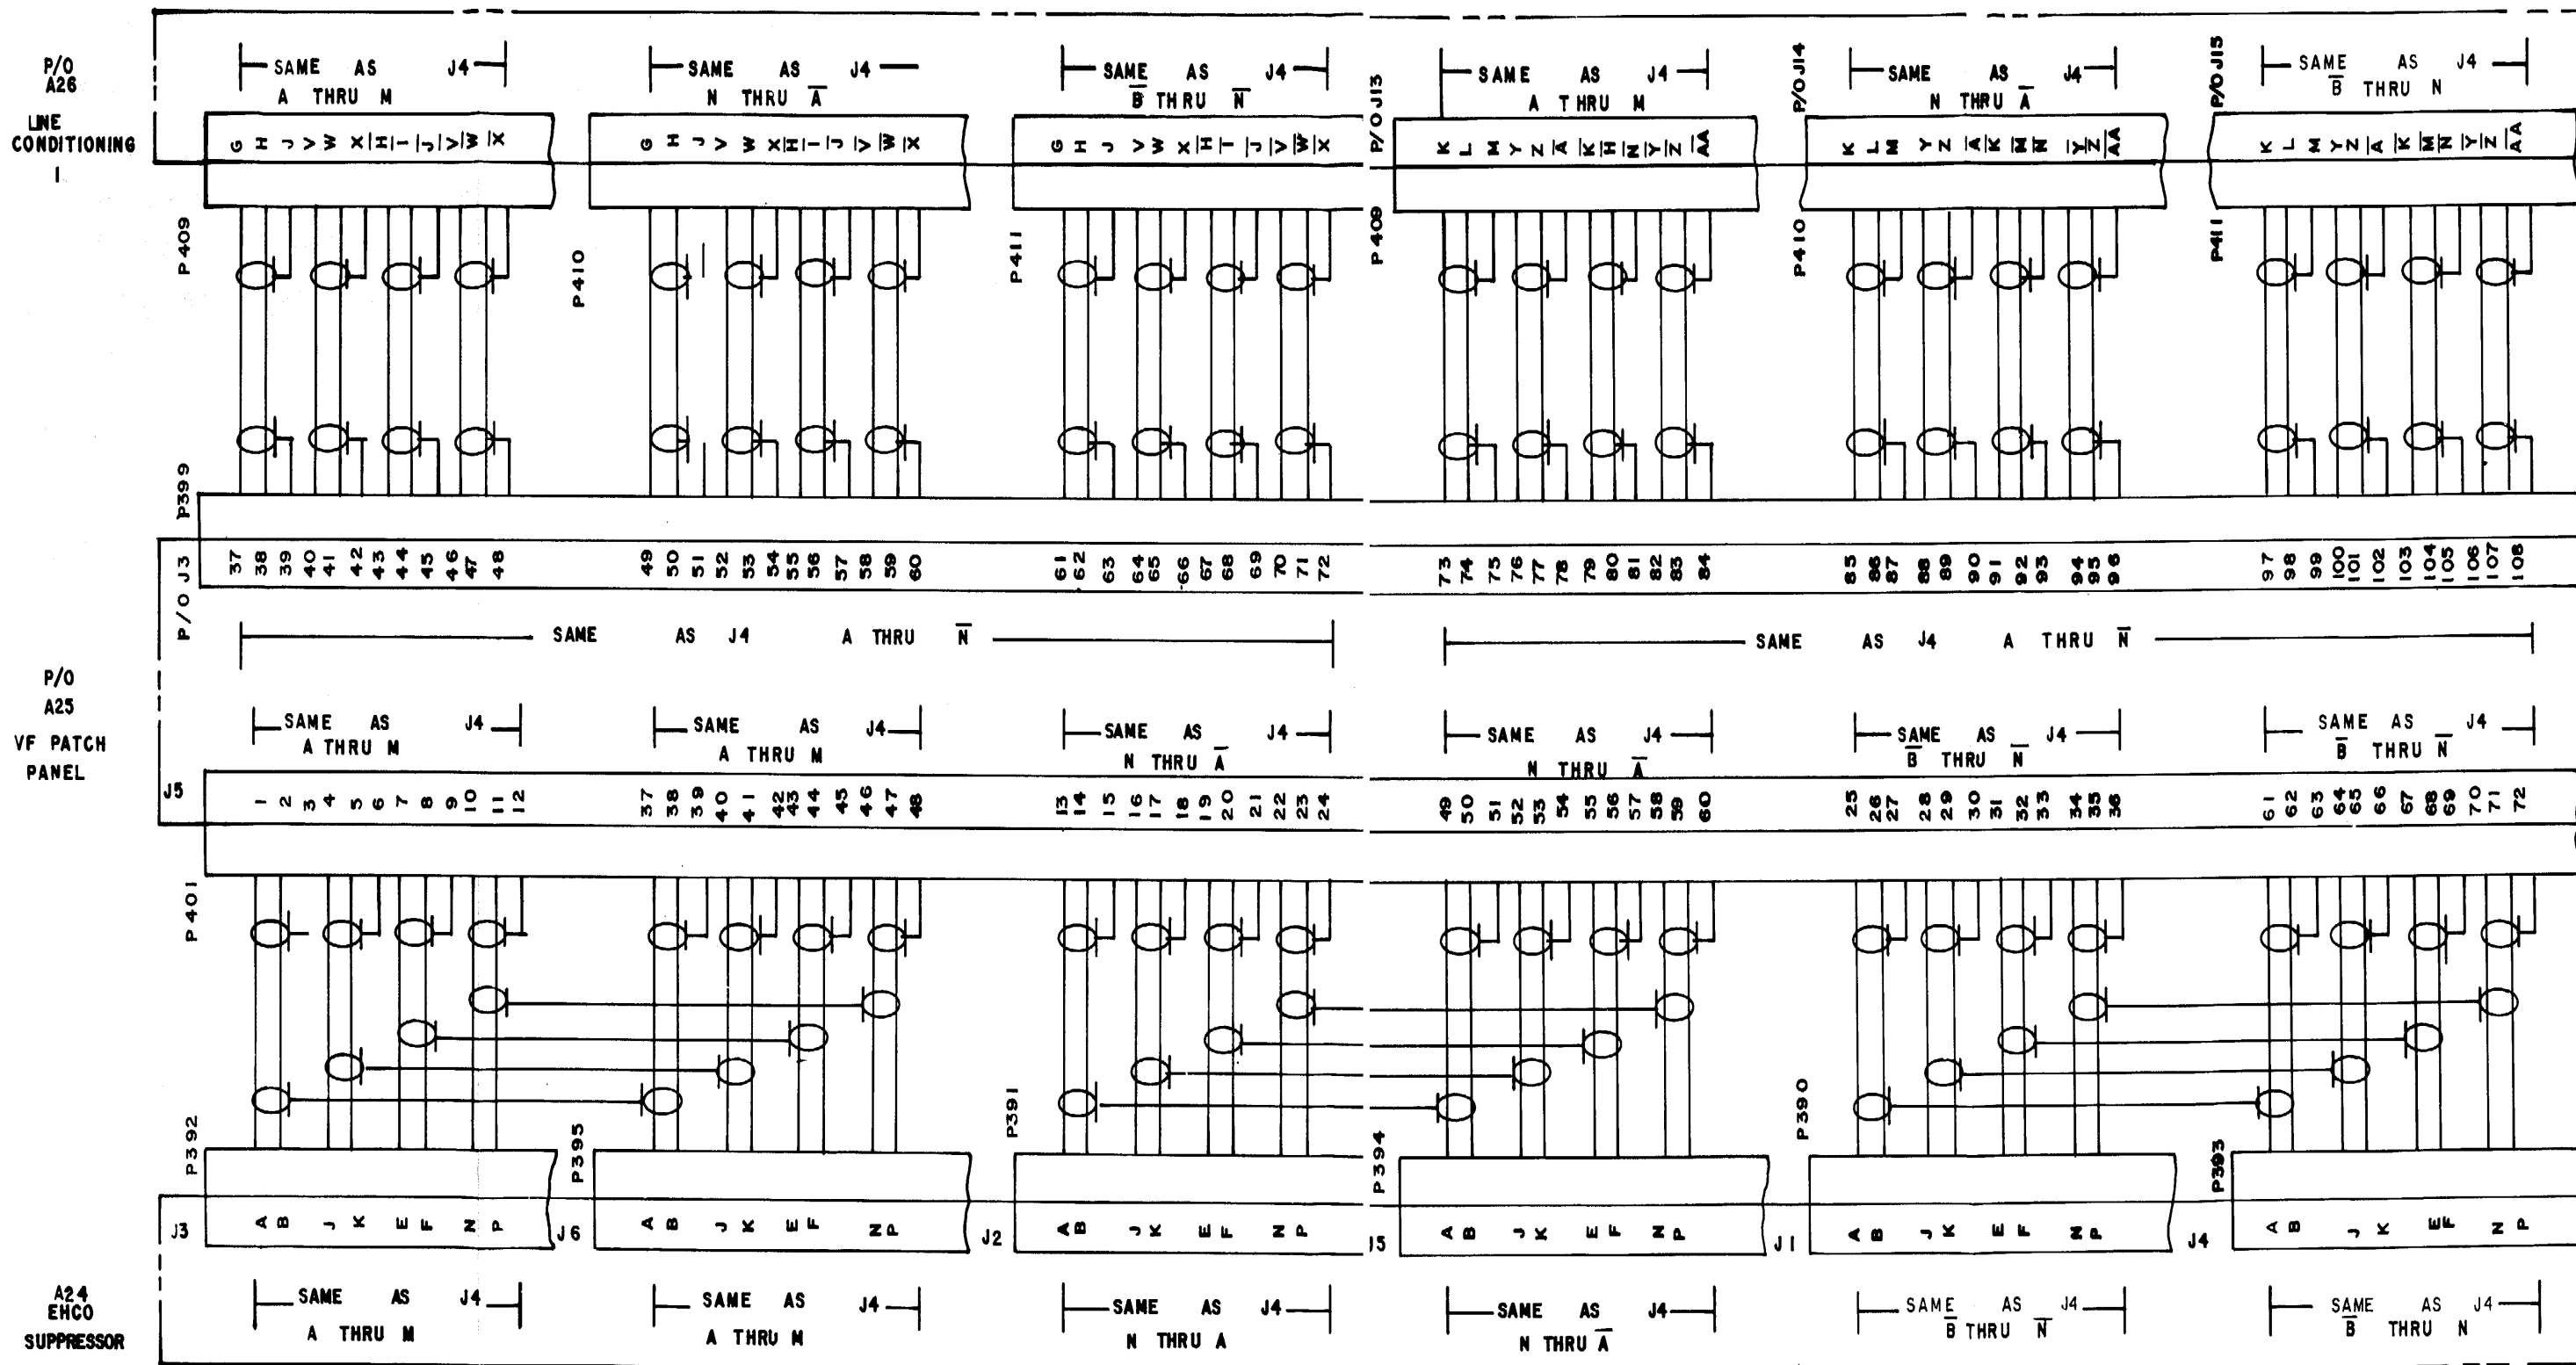 P/O
A26
LINE
CONDITIONING
1
SAME AS J4
A THRU M
SAME AS J4
N THRU A̅
SAME AS J4
B̅ THRU N̅
P/O J13
SAME AS J4
A THRU M
P/O J14
SAME AS J4
N THRU A̅
P/O J15
SAME AS J4
B̅ THRU N
G H J V W X H̅ I̅ J̅ V̅ W̅ X̅
G H J V W X H̅ I̅ J̅ V̅ W̅ X̅
G H J V W X H̅ T̅ J̅ V̅ W̅ X̅
K L M Y Z A̅ K̅ H̅ N̅ Y̅ Z̅ A̅A̅
K L M Y Z A̅ K̅ M̅ N̅ Y̅ Z̅ A̅A̅
K L M Y Z A̅ K̅ M̅ N̅ Y̅ Z̅ A̅A̅
P409
P410
P411
P409
P410
P411
P399
P/O J3
37 38 39 40 41 42 43 44 45 46 47 48
49 50 51 52 53 54 55 56 57 58 59 60
61 62 63 64 65 66 67 68 69 70 71 72
73 74 75 76 77 78 79 80 81 82 83 84
85 86 87 88 89 90 91 92 93 94 95 96
97 98 99 100 101 102 103 104 105 106 107 108
SAME AS J4 A THRU N̅
SAME AS J4 A THRU N̅
P/O
A25
VF PATCH
PANEL
SAME AS J4
A THRU M
SAME AS J4
A THRU M
SAME AS J4
N THRU A̅
SAME AS J4
N THRU A̅
SAME AS J4
B̅ THRU N̅
SAME AS J4
B̅ THRU N̅
J5
1 2 3 4 5 6 7 8 9 10 11 12
37 38 39 40 41 42 43 44 45 46 47 48
13 14 15 16 17 18 19 20 21 22 23 24
49 50 51 52 53 54 55 56 57 58 59 60
25 26 27 28 29 30 31 32 33 34 35 36
61 62 63 64 65 66 67 68 69 70 71 72
P401
P392
P395
P391
P394
P390
P393
J3
A B J K E F N P
J6
A B J K E F N P
J2
A B J K E F N P
J5
A B J K E F N P
J1
A B J K E F N P
J4
A B J K E F N P
A24
EHCO
SUPPRESSOR
SAME AS J4
A THRU M
SAME AS J4
A THRU M
SAME AS J4
N THRU A
SAME AS J4
N THRU A̅
SAME AS J4
B̅ THRU N̅
SAME AS J4
B̅ THRU N